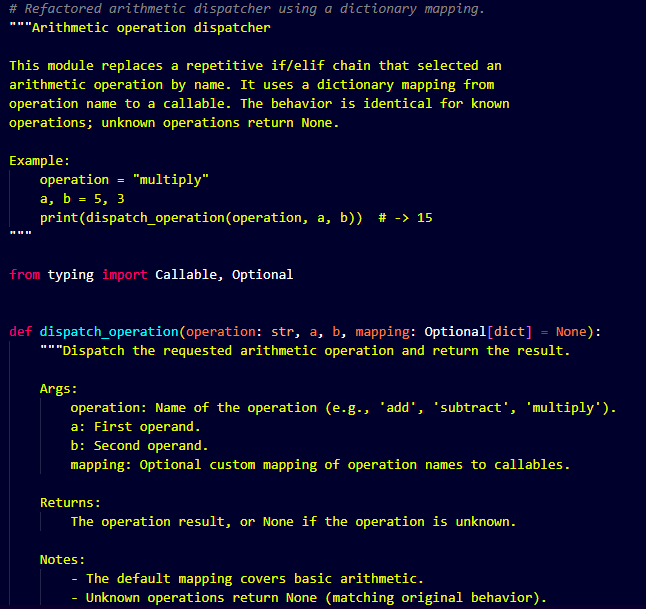 # Refactored arithmetic dispatcher using a dictionary mapping.
"""Arithmetic operation dispatcher

This module replaces a repetitive if/elif chain that selected an
arithmetic operation by name. It uses a dictionary mapping from
operation name to a callable. The behavior is identical for known
operations; unknown operations return None.

Example:
    operation = "multiply"
    a, b = 5, 3
    print(dispatch_operation(operation, a, b))  # -> 15
"""

from typing import Callable, Optional


def dispatch_operation(operation: str, a, b, mapping: Optional[dict] = None):
    """Dispatch the requested arithmetic operation and return the result.

    Args:
        operation: Name of the operation (e.g., 'add', 'subtract', 'multiply').
        a: First operand.
        b: Second operand.
        mapping: Optional custom mapping of operation names to callables.

    Returns:
        The operation result, or None if the operation is unknown.

    Notes:
        - The default mapping covers basic arithmetic.
        - Unknown operations return None (matching original behavior).